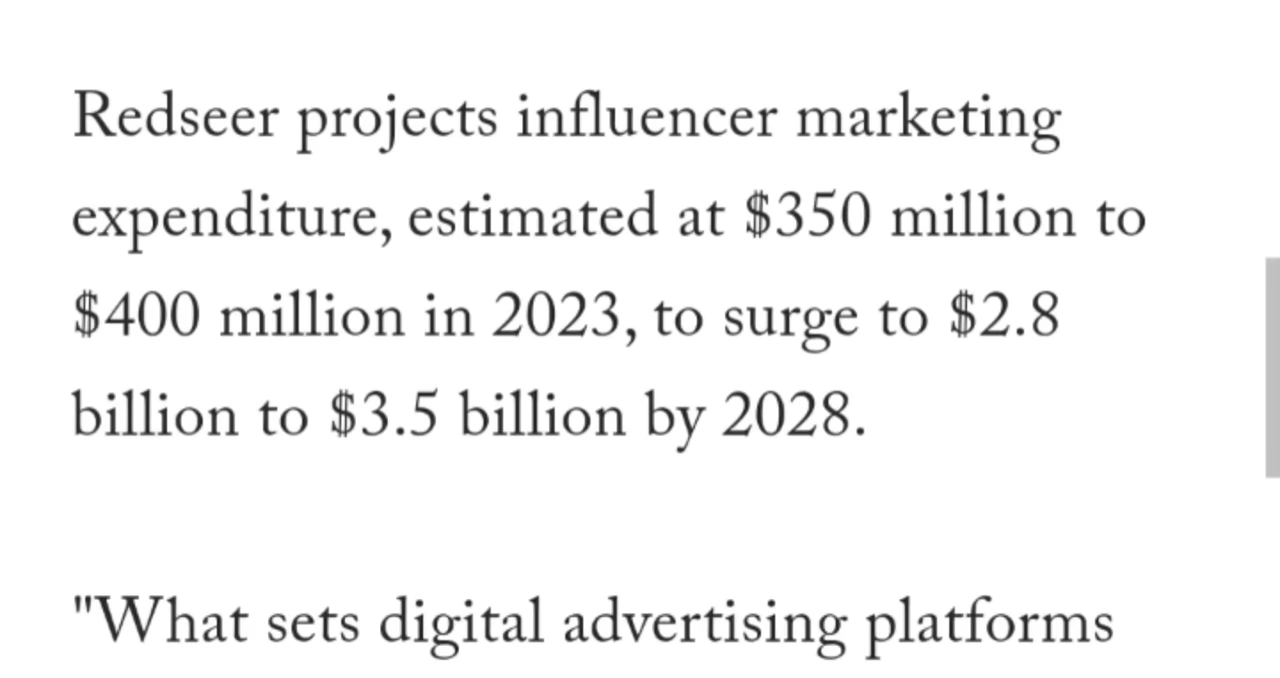 Redseer projects influencer marketing
expenditure, estimated at $350 million to
$400 million in 2023, to surge to $2.8
billion to $3.5 billion by 2028.
"What sets digital advertising platforms